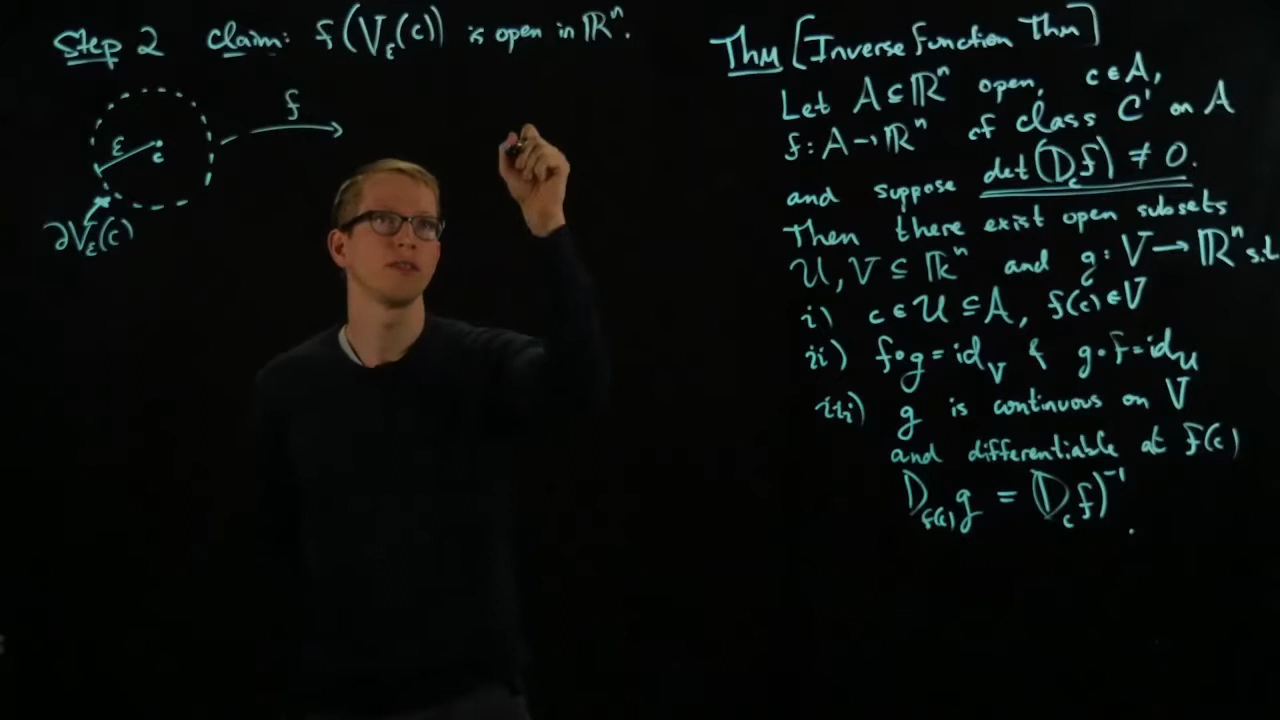 Step 2 claim: f(V_ε(c)) is open in ℝⁿ.
f
ε
c
∂V_ε(c)
Thm [Inverse Function Thm]
Let A ⊆ ℝⁿ open, c ∈ A,
f: A → ℝⁿ of class C¹ on A
and suppose det(D_c f) ≠ 0.
Then there exist open subsets
U, V ⊆ ℝⁿ and g: V → ℝⁿ s.t.
i) c ∈ U ⊆ A, f(c) ∈ V
ii) f∘g = id_V & g∘f = id_U
iii) g is continuous on V
and differentiable at f(c)
D_f(c) g = (D_c f)⁻¹.